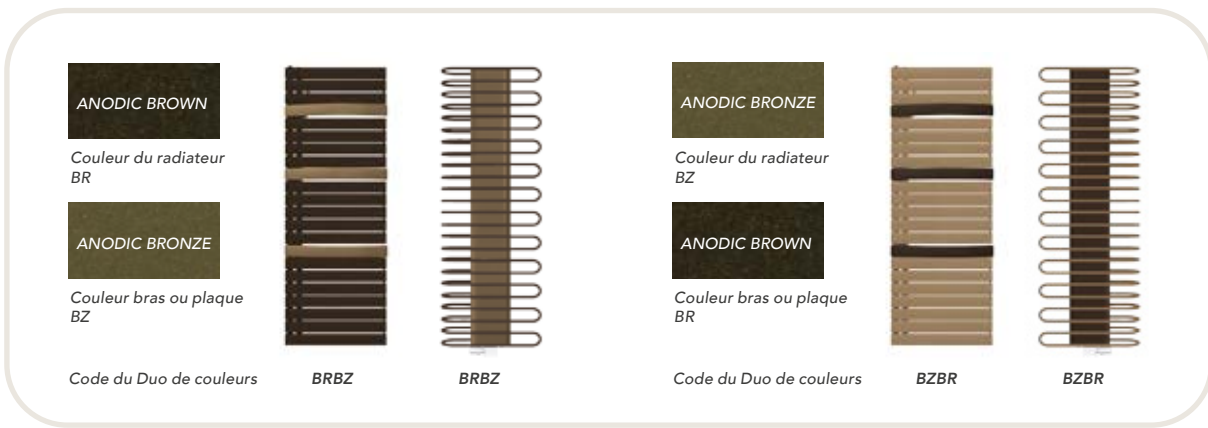 ANODIC BROWN
Couleur du radiateur
BR
ANODIC BRONZE
Couleur bras ou plaque
BZ
Code du Duo de couleurs
BRBZ
BRBZ
ANODIC BRONZE
Couleur du radiateur
BZ
ANODIC BROWN
Couleur bras ou plaque
BR
Code du Duo de couleurs
BZBR
BZBR